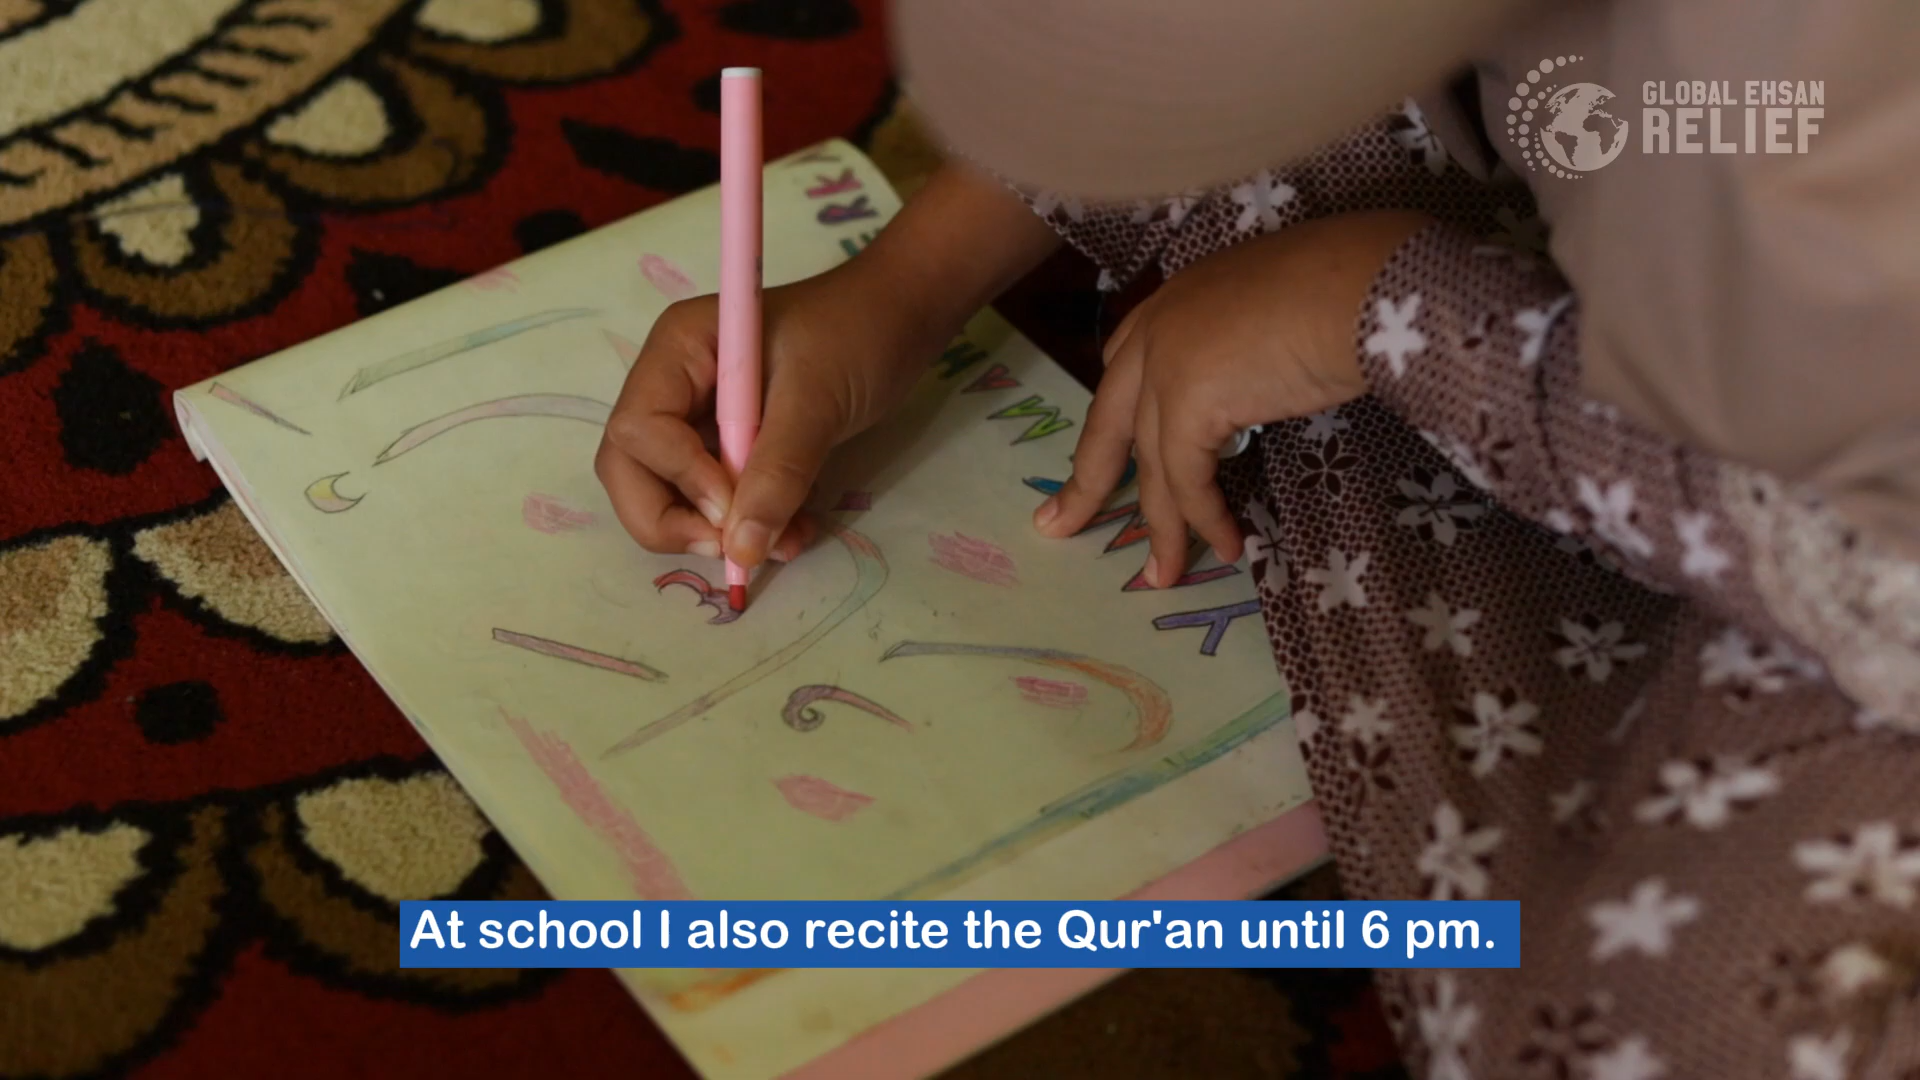 GLOBAL EHSAN
RELIEF
At school I also recite the Qur'an until 6 pm.